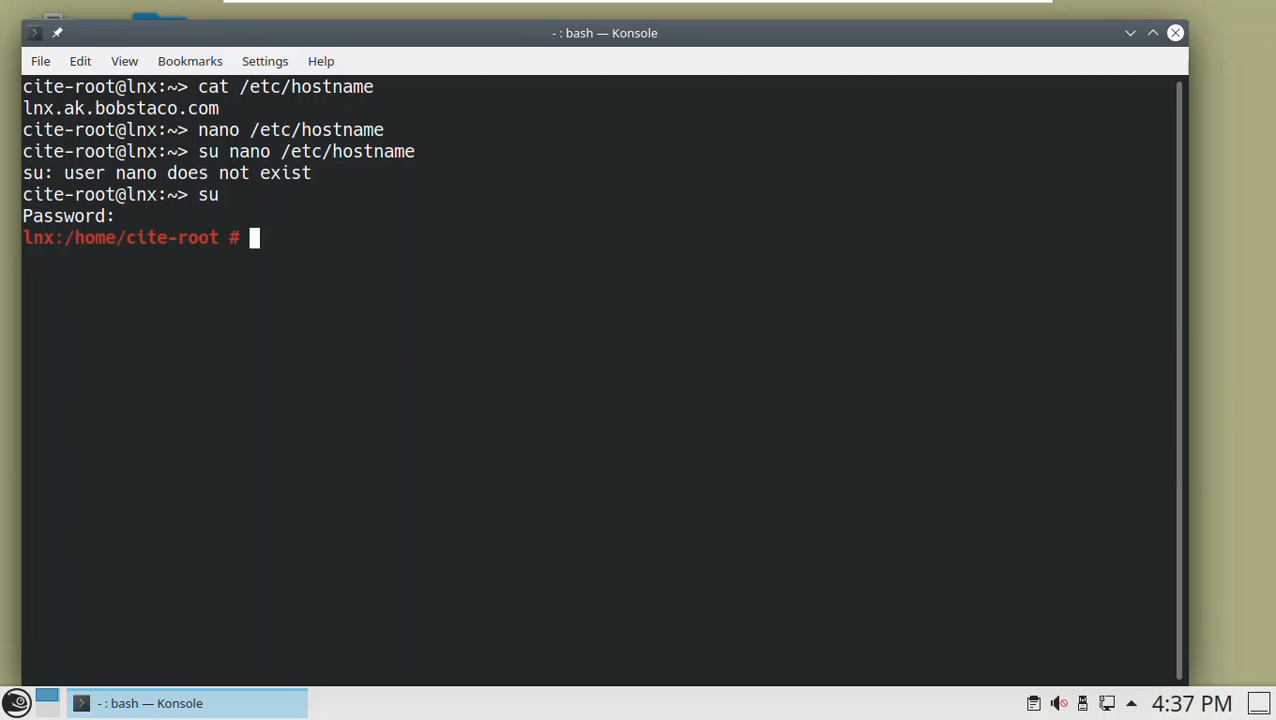 - : bash — Konsole
File Edit View Bookmarks Settings Help
cite-root@lnx:~> cat /etc/hostname
lnx.ak.bobstaco.com
cite-root@lnx:~> nano /etc/hostname
cite-root@lnx:~> su nano /etc/hostname
su: user nano does not exist
cite-root@lnx:~> su
Password:
lnx:/home/cite-root #
- : bash — Konsole
4:37 PM